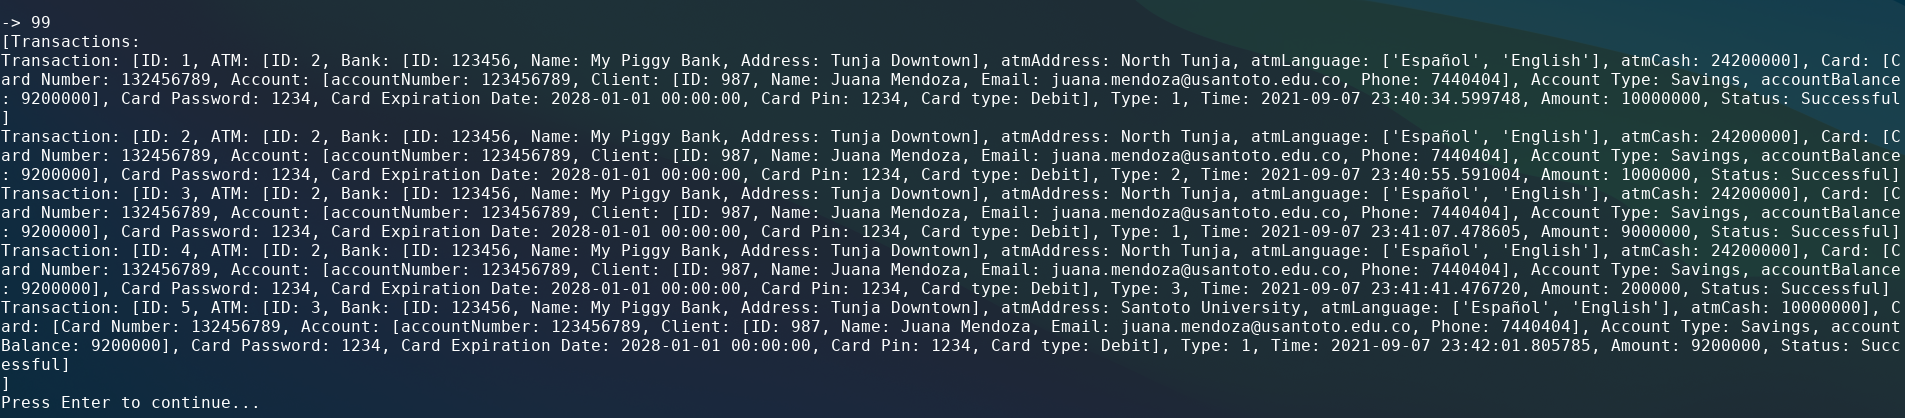 -> 99
[Transactions:
Transaction: [ID: 1, ATM: [ID: 2, Bank: [ID: 123456, Name: My Piggy Bank, Address: Tunja Downtown], atmAddress: North Tunja, atmLanguage: ['Español', 'English'], atmCash: 24200000], Card: [C
ard Number: 132456789, Account: [accountNumber: 123456789, Client: [ID: 987, Name: Juana Mendoza, Email: juana.mendoza@usantoto.edu.co, Phone: 7440404], Account Type: Savings, accountBalance
: 9200000], Card Password: 1234, Card Expiration Date: 2028-01-01 00:00:00, Card Pin: 1234, Card type: Debit], Type: 1, Time: 2021-09-07 23:40:34.599748, Amount: 10000000, Status: Successful
]
Transaction: [ID: 2, ATM: [ID: 2, Bank: [ID: 123456, Name: My Piggy Bank, Address: Tunja Downtown], atmAddress: North Tunja, atmLanguage: ['Español', 'English'], atmCash: 24200000], Card: [C
ard Number: 132456789, Account: [accountNumber: 123456789, Client: [ID: 987, Name: Juana Mendoza, Email: juana.mendoza@usantoto.edu.co, Phone: 7440404], Account Type: Savings, accountBalance
: 9200000], Card Password: 1234, Card Expiration Date: 2028-01-01 00:00:00, Card Pin: 1234, Card type: Debit], Type: 2, Time: 2021-09-07 23:40:55.591004, Amount: 1000000, Status: Successful]
Transaction: [ID: 3, ATM: [ID: 2, Bank: [ID: 123456, Name: My Piggy Bank, Address: Tunja Downtown], atmAddress: North Tunja, atmLanguage: ['Español', 'English'], atmCash: 24200000], Card: [C
ard Number: 132456789, Account: [accountNumber: 123456789, Client: [ID: 987, Name: Juana Mendoza, Email: juana.mendoza@usantoto.edu.co, Phone: 7440404], Account Type: Savings, accountBalance
: 9200000], Card Password: 1234, Card Expiration Date: 2028-01-01 00:00:00, Card Pin: 1234, Card type: Debit], Type: 1, Time: 2021-09-07 23:41:07.478605, Amount: 9000000, Status: Successful]
Transaction: [ID: 4, ATM: [ID: 2, Bank: [ID: 123456, Name: My Piggy Bank, Address: Tunja Downtown], atmAddress: North Tunja, atmLanguage: ['Español', 'English'], atmCash: 24200000], Card: [C
ard Number: 132456789, Account: [accountNumber: 123456789, Client: [ID: 987, Name: Juana Mendoza, Email: juana.mendoza@usantoto.edu.co, Phone: 7440404], Account Type: Savings, accountBalance
: 9200000], Card Password: 1234, Card Expiration Date: 2028-01-01 00:00:00, Card Pin: 1234, Card type: Debit], Type: 3, Time: 2021-09-07 23:41:41.476720, Amount: 200000, Status: Successful]
Transaction: [ID: 5, ATM: [ID: 3, Bank: [ID: 123456, Name: My Piggy Bank, Address: Tunja Downtown], atmAddress: Santoto University, atmLanguage: ['Español', 'English'], atmCash: 10000000], C
ard: [Card Number: 132456789, Account: [accountNumber: 123456789, Client: [ID: 987, Name: Juana Mendoza, Email: juana.mendoza@usantoto.edu.co, Phone: 7440404], Account Type: Savings, account
Balance: 9200000], Card Password: 1234, Card Expiration Date: 2028-01-01 00:00:00, Card Pin: 1234, Card type: Debit], Type: 1, Time: 2021-09-07 23:42:01.805785, Amount: 9200000, Status: Succ
essful]
]
Press Enter to continue...